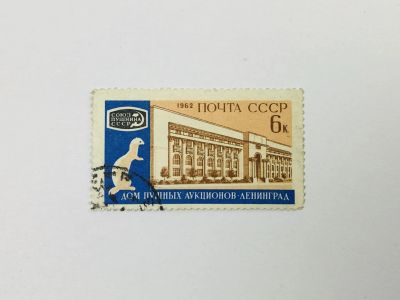 СОЮЗ
ПУШНИНА
СССР
1962 ПОЧТА СССР
6к
ДОМ ПУШНЫХ АУКЦИОНОВ·ЛЕНИНГРАД